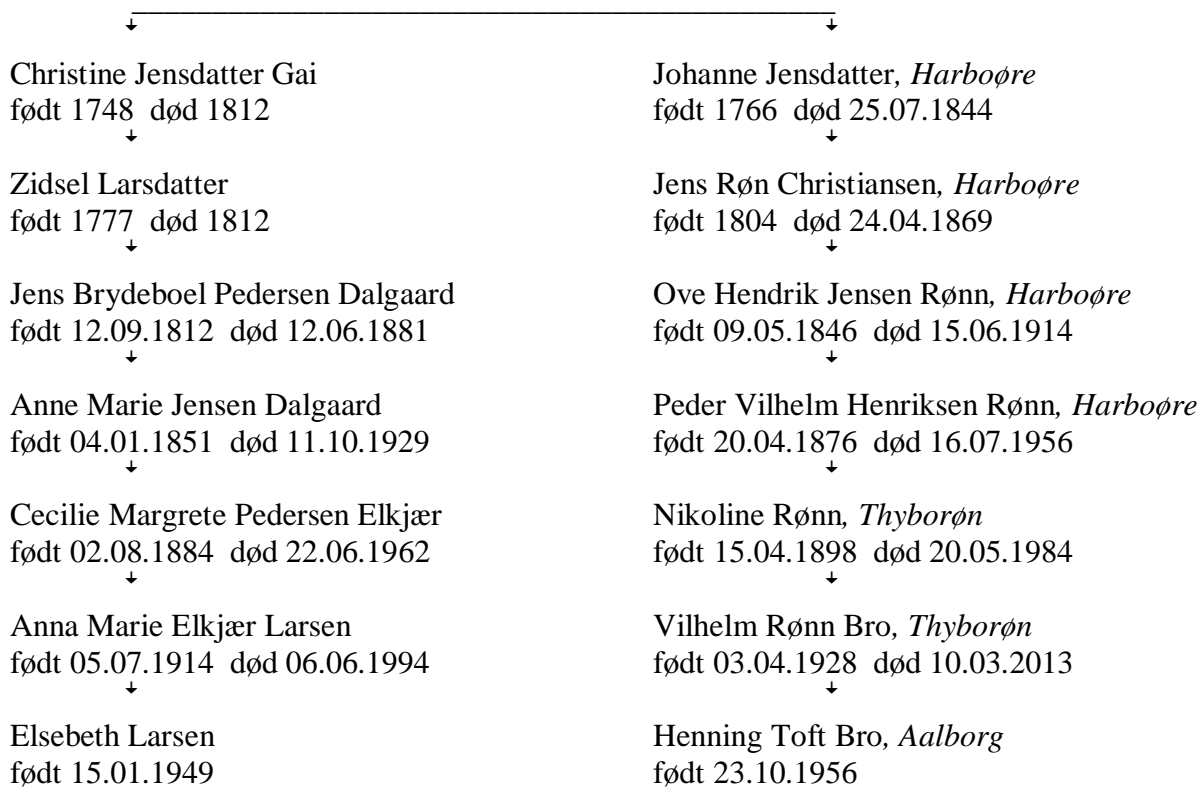 Christine Jensdatter Gai
født 1748 død 1812
Zidsel Larsdatter
født 1777 død 1812
Jens Brydeboel Pedersen Dalgaard
født 12.09.1812 død 12.06.1881
Anne Marie Jensen Dalgaard
født 04.01.1851 død 11.10.1929
Cecilie Margrete Pedersen Elkjær
født 02.08.1884 død 22.06.1962
Anna Marie Elkjær Larsen
født 05.07.1914 død 06.06.1994
Elsebeth Larsen
født 15.01.1949
Johanne Jensdatter, Harboøre
født 1766 død 25.07.1844
Jens Røn Christiansen, Harboøre
født 1804 død 24.04.1869
Ove Hendrik Jensen Rønn, Harboøre
født 09.05.1846 død 15.06.1914
Peder Vilhelm Henriksen Rønn, Harboøre
født 20.04.1876 død 16.07.1956
Nikoline Rønn, Thyborøn
født 15.04.1898 død 20.05.1984
Vilhelm Rønn Bro, Thyborøn
født 03.04.1928 død 10.03.2013
Henning Toft Bro, Aalborg
født 23.10.1956